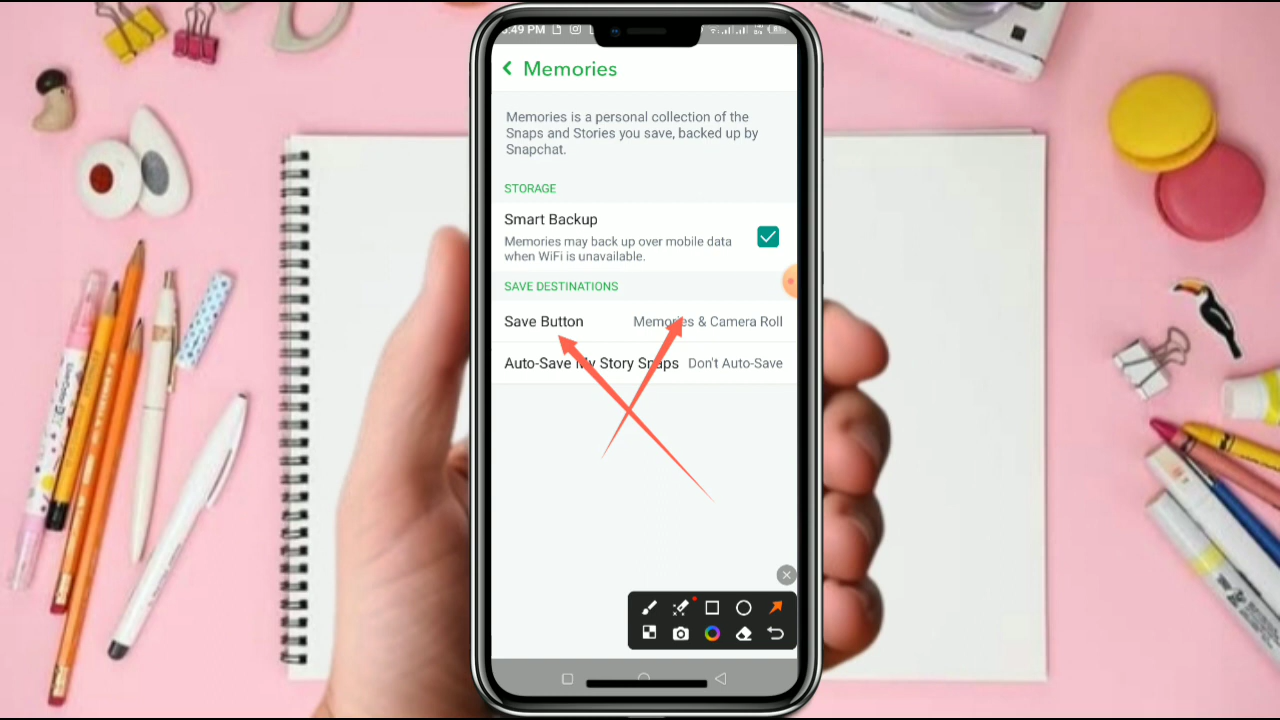 :49 PM
Memories
Memories is a personal collection of the
Snaps and Stories you save, backed up by
Snapchat.
STORAGE
Smart Backup
Memories may back up over mobile data
when WiFi is unavailable.
SAVE DESTINATIONS
Save Button Memories & Camera Roll
Auto-Save My Story Snaps Don't Auto-Save